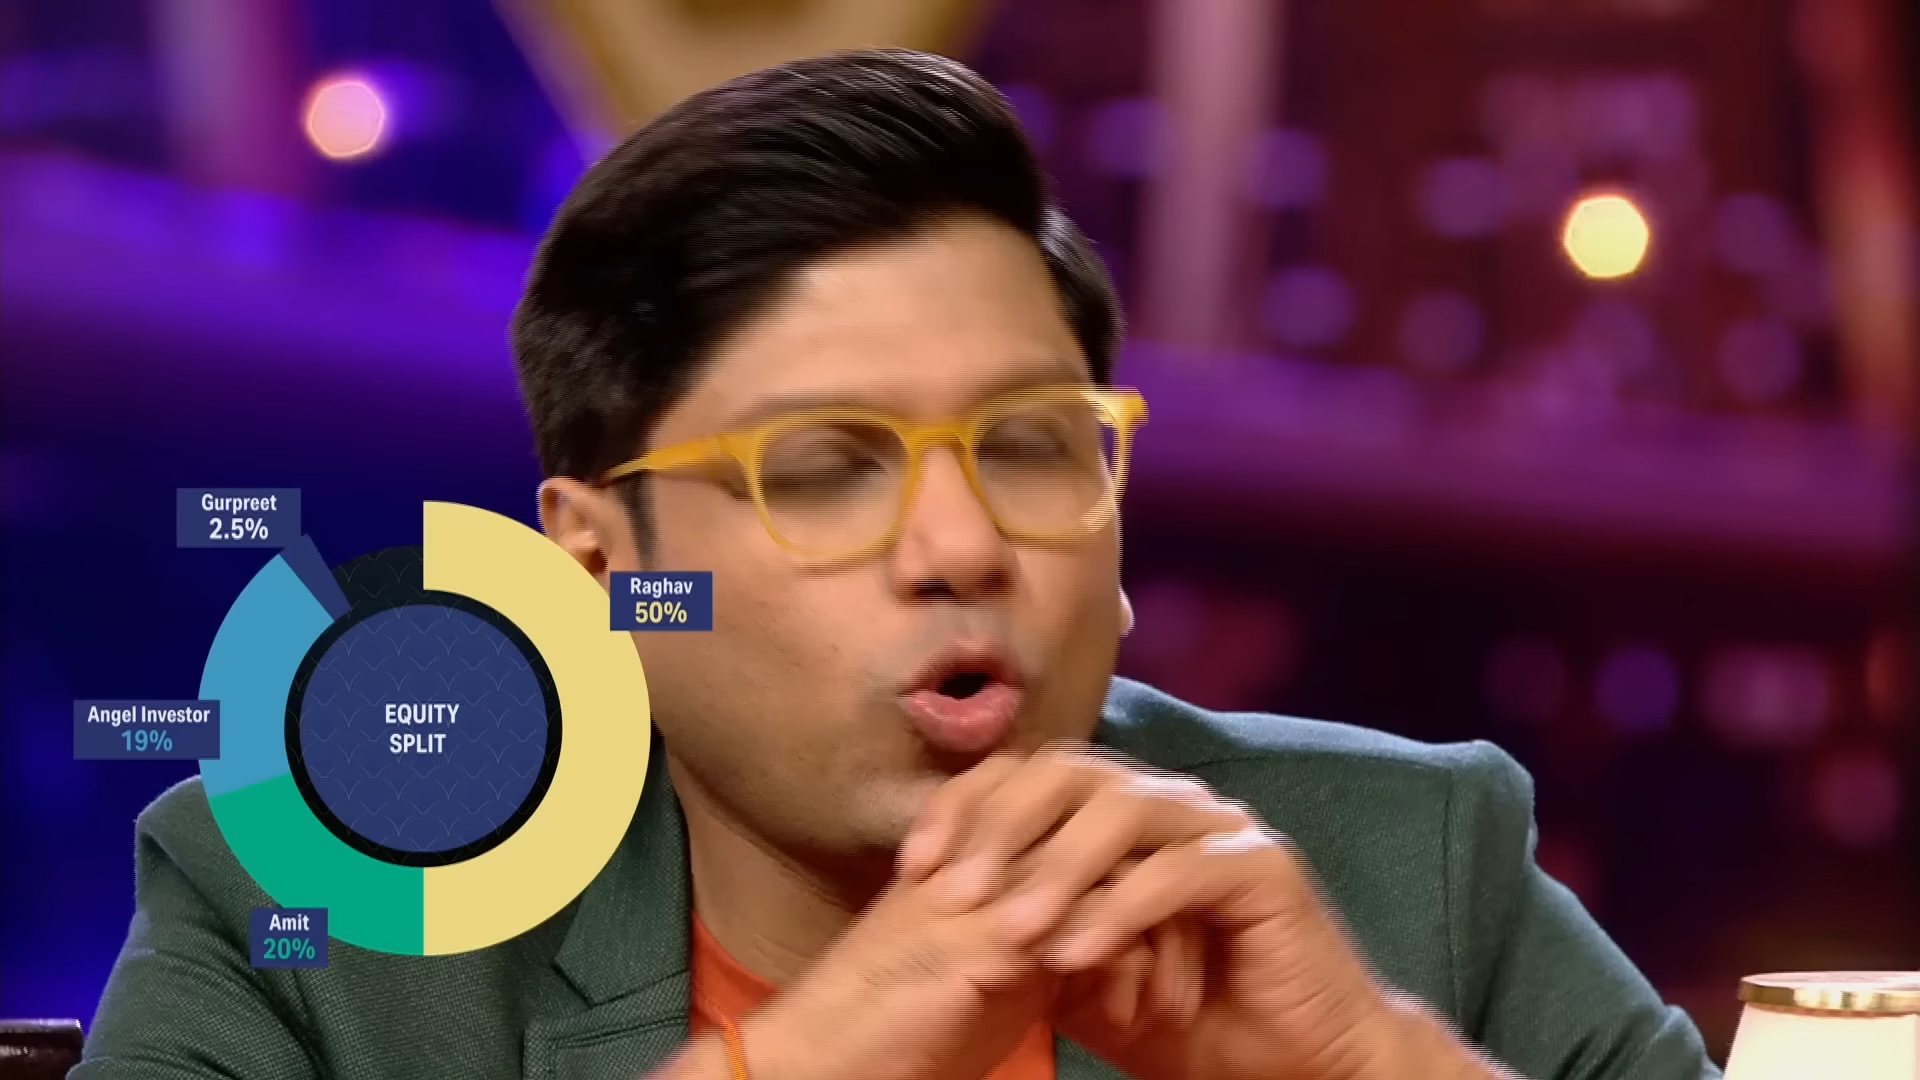 Gurpreet
2.5%
Raghav
50%
Angel Investor
19%
EQUITY
SPLIT
Amit
20%